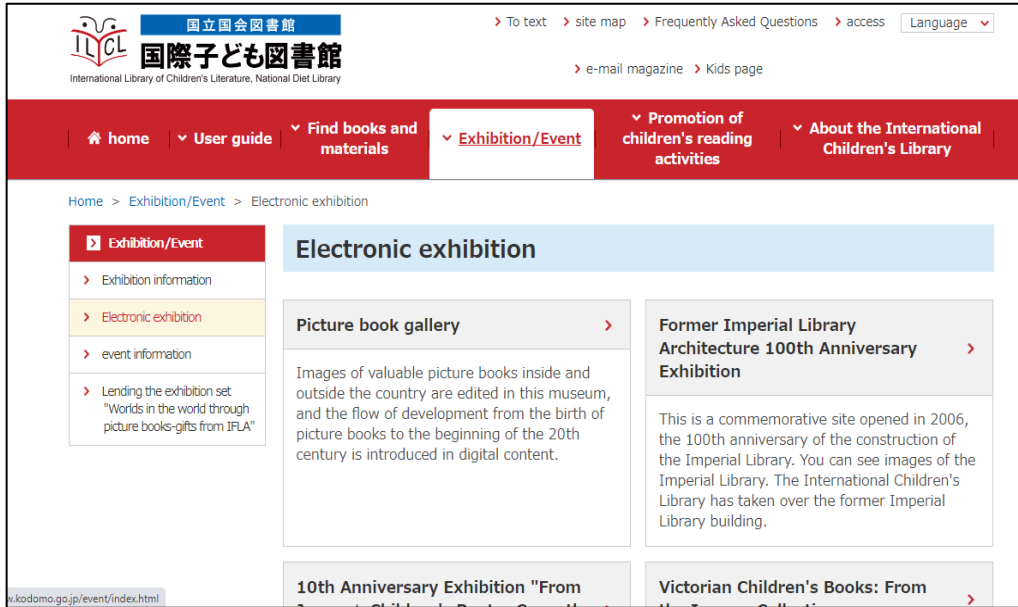 国立国会図書館
ILCL
国際子ども図書館
International Library of Children's Literature, National Diet Library
To text site map Frequently Asked Questions access Language
e-mail magazine Kids page
home
User guide
Find books and
materials
Exhibition/Event
Promotion of
children's reading
activities
About the International
Children's Library
Home > Exhibition/Event > Electronic exhibition
Exhibition/Event
Exhibition information
Electronic exhibition
event information
Lending the exhibition set
"Worlds in the world through
picture books-gifts from IFLA"
Electronic exhibition
Picture book gallery
Images of valuable picture books inside and
outside the country are edited in this museum,
and the flow of development from the birth of
picture books to the beginning of the 20th
century is introduced in digital content.
Former Imperial Library
Architecture 100th Anniversary
Exhibition
This is a commemorative site opened in 2006,
the 100th anniversary of the construction of
the Imperial Library. You can see images of the
Imperial Library. The International Children's
Library has taken over the former Imperial
Library building.
10th Anniversary Exhibition "From
Victorian Children's Books: From
.kodomo.go.jp/event/index.html